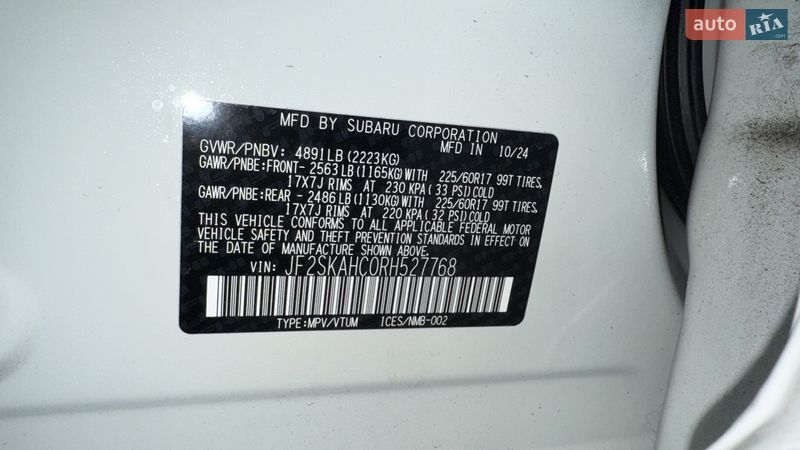 auto RIA .com
MFD BY SUBARU CORPORATION MFD IN 10/24
GVWR/PNBV: 4891LB(2223KG)
GAWR/PNBE:FRONT- 2563LB(1165KG)WITH 225/60R17 99T TIRES,
17X7J RIMS AT 230 KPA (33 PSI)COLD
GAWR/PNBE:REAR - 2486LB(1130KG)WITH 225/60R17 99T TIRES,
17X7J RIMS AT 220 KPA (32 PSI)COLD
THIS VEHICLE CONFORMS TO ALL APPLICABLE FEDERAL MOTOR
VEHICLE SAFETY AND THEFT PREVENTION STANDARDS IN EFFECT ON
THE DATE OF MANUFACTURE SHOWN ABOVE.
VIN: JF2SKAHC0RH527768
TYPE:MPV/VTUM ICES/NMB-002